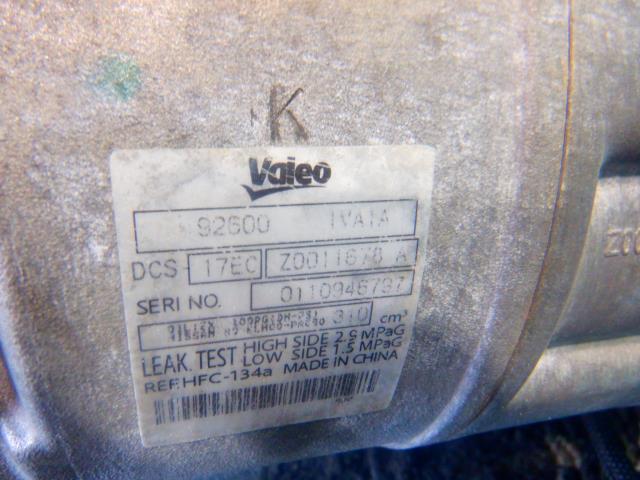 K
Valeo
92600 1VA1A
DCS- 17EC Z0011678 A
SERI NO. 0110946797
310 cm³
LEAK. TEST HIGH SIDE 2.9 MPaG
LOW SIDE 1.5 MPaG
REF.HFC-134a MADE IN CHINA